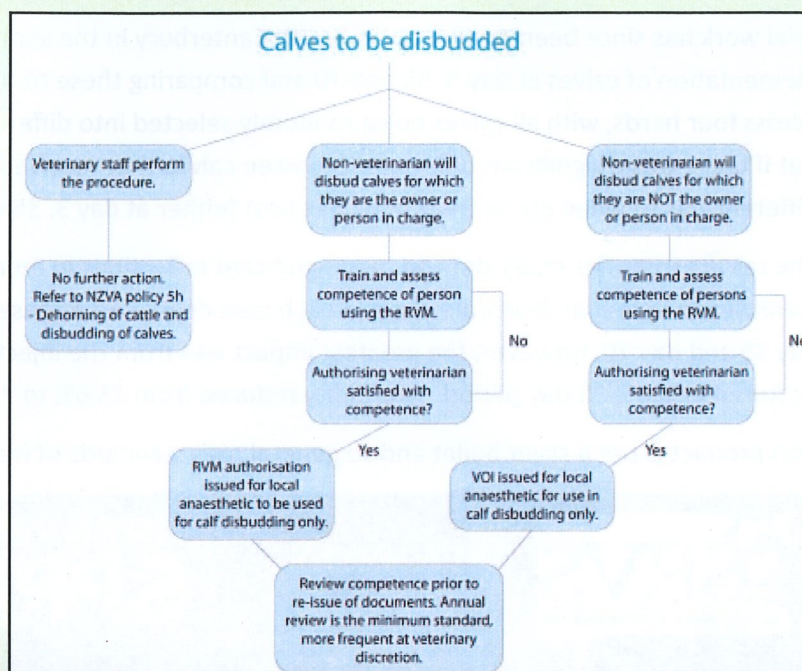 Calves to be disbudded
Veterinary staff perform
the procedure.
Non-veterinarian will
disbud calves for which
they are the owner
or person in charge.
Non-veterinarian will
disbud calves for which
they are NOT the owner
or person in charge.
No further action.
Refer to NZVA policy 5h
- Dehorning of cattle and
disbudding of calves.
Train and assess
competence of person
using the RVM.
Train and assess
competence of persons
using the RVM.
No
No
Authorising veterinarian
satisfied with
competence?
Authorising veterinarian
satisfied with
competence?
Yes
Yes
RVM authorisation
issued for local
anaesthetic to be used
for calf disbudding only.
VOI issued for local
anaesthetic for use in
calf disbudding only.
Review competence prior to
re-issue of documents. Annual
review is the minimum standard,
more frequent at veterinary
discretion.